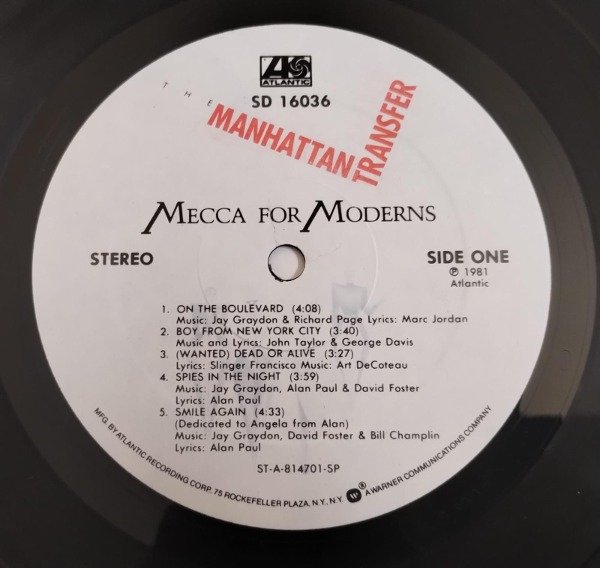 ATLANTIC
SD 16036
THE
MANHATTAN
TRANSFER
MECCA FOR MODERNS
STEREO
SIDE ONE
℗ 1981
Atlantic
1. ON THE BOULEVARD (4:08)
Music: Jay Graydon & Richard Page Lyrics: Marc Jordan
2. BOY FROM NEW YORK CITY (3:40)
Music and Lyrics: John Taylor & George Davis
3. (WANTED) DEAD OR ALIVE (3:27)
Lyrics: Slinger Francisco Music: Art DeCoteau
4. SPIES IN THE NIGHT (3:59)
Music: Jay Graydon, Alan Paul & David Foster
Lyrics: Alan Paul
5. SMILE AGAIN (4:33)
(Dedicated to Angela from Alan)
Music: Jay Graydon, David Foster & Bill Champlin
Lyrics: Alan Paul
ST-A-814701-SP
MFG. BY ATLANTIC RECORDING CORP. 75 ROCKEFELLER PLAZA, N.Y., N.Y. ® A WARNER COMMUNICATIONS COMPANY